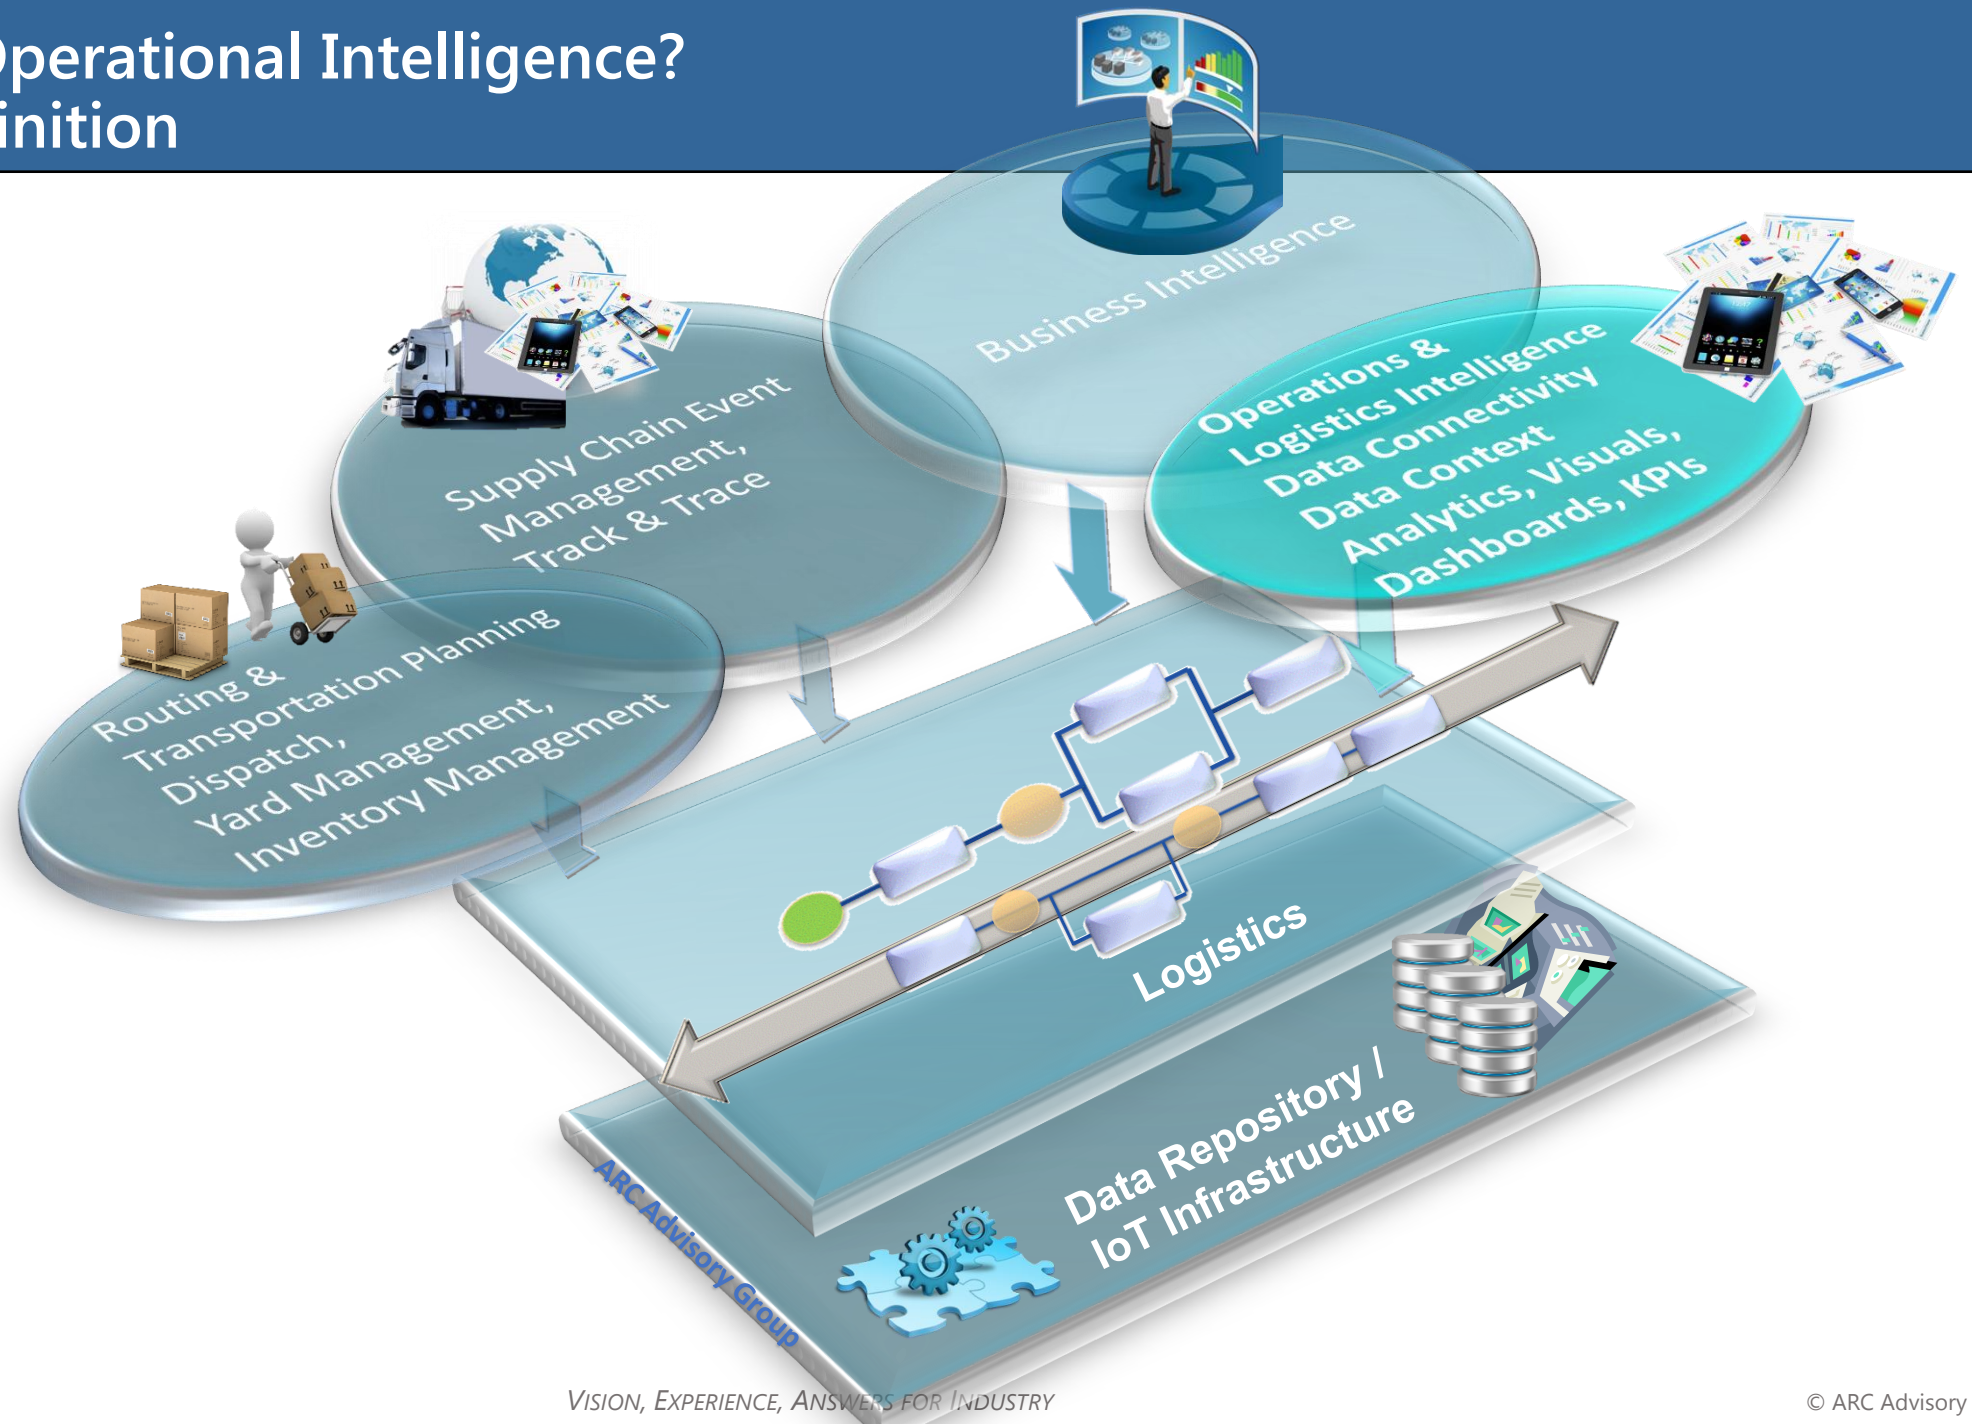 Operational Intelligence?
inition
Business Intelligence
Supply Chain Event
Management,
Track & Trace
Operations &
Logistics Intelligence
Data Connectivity
Data Context
Analytics, Visuals,
Dashboards, KPIs
Routing &
Transportation Planning
Dispatch,
Yard Management,
Inventory Management
Logistics
Data Repository /
IoT Infrastructure
ARC Advisory Group
VISION, EXPERIENCE, ANSWERS FOR INDUSTRY
© ARC Advisory